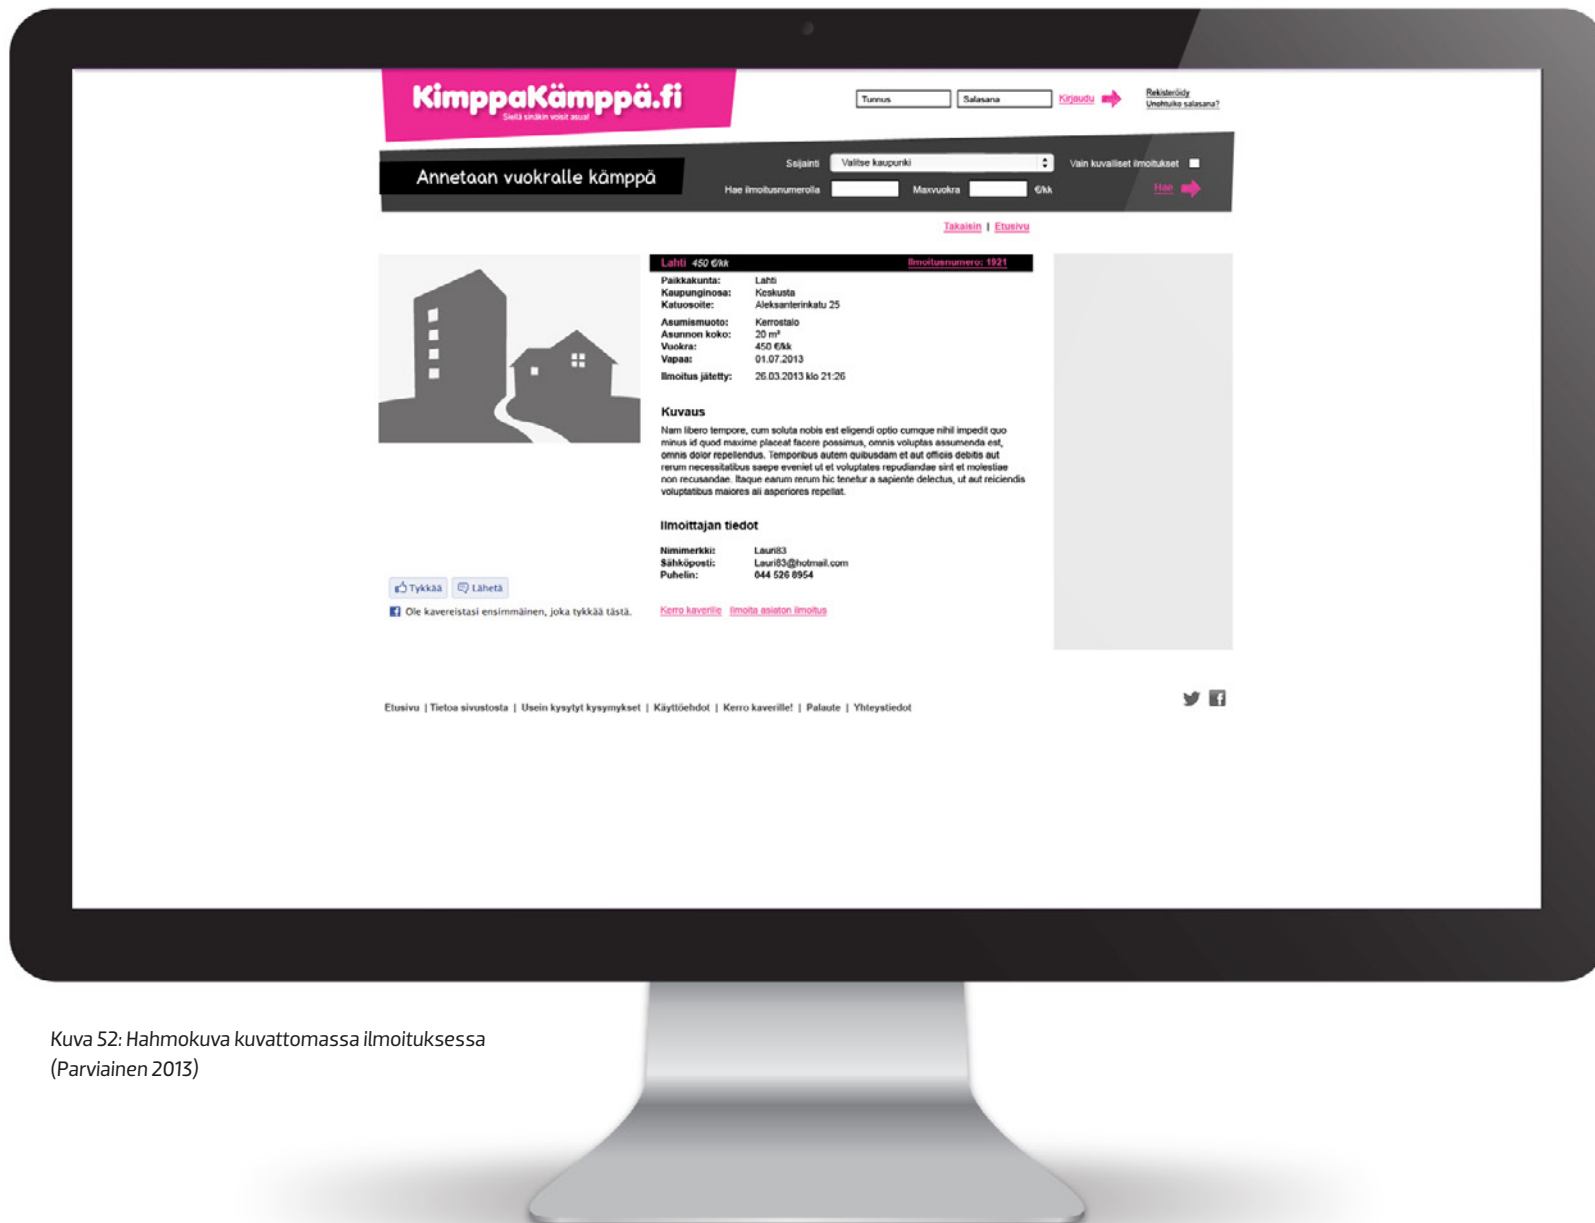 KimppaKämppä.fi
Siellä sinäkin voisit asua!
Tunnus
Salasana
Kirjaudu
Rekisteröidy
Unohtuiko salasana?
Annetaan vuokralle kämppä
Ssijainti
Valitse kaupunki
Vain kuvalliset ilmoitukset
Hae ilmoitusnumerolla
Maxvuokra
€/kk
Hae
Takaisin | Etusivu
Lahti 450 €/kk
Ilmoitusnumero: 1921
Paikkakunta: Lahti
Kaupunginosa: Keskusta
Katuosoite: Aleksanterinkatu 25
Asumismuoto: Kerrostalo
Asunnon koko: 20 m²
Vuokra: 450 €/kk
Vapaa: 01.07.2013
Ilmoitus jätetty: 26.03.2013 klo 21:26
Kuvaus
Nam libero tempore, cum soluta nobis est eligendi optio cumque nihil impedit quo
minus id quod maxime placeat facere possimus, omnis voluptas assumenda est,
omnis dolor repellendus. Temporibus autem quibusdam et aut officiis debitis aut
rerum necessitatibus saepe eveniet ut et voluptates repudiandae sint et molestiae
non recusandae. Itaque earum rerum hic tenetur a sapiente delectus, ut aut reiciendis
voluptatibus maiores ali asperiores repellat.
Ilmoittajan tiedot
Nimimerkki: Lauri83
Sähköposti: Lauri83@hotmail.com
Puhelin: 044 526 8954
Tykkää
Lähetä
Ole kavereistasi ensimmäinen, joka tykkää tästä.
Kerro kaverille Ilmoita asiaton ilmoitus
Etusivu | Tietoa sivustosta | Usein kysytyt kysymykset | Käyttöehdot | Kerro kaverille! | Palaute | Yhteystiedot
Kuva 52: Hahmokuva kuvattomassa ilmoituksessa
(Parviainen 2013)